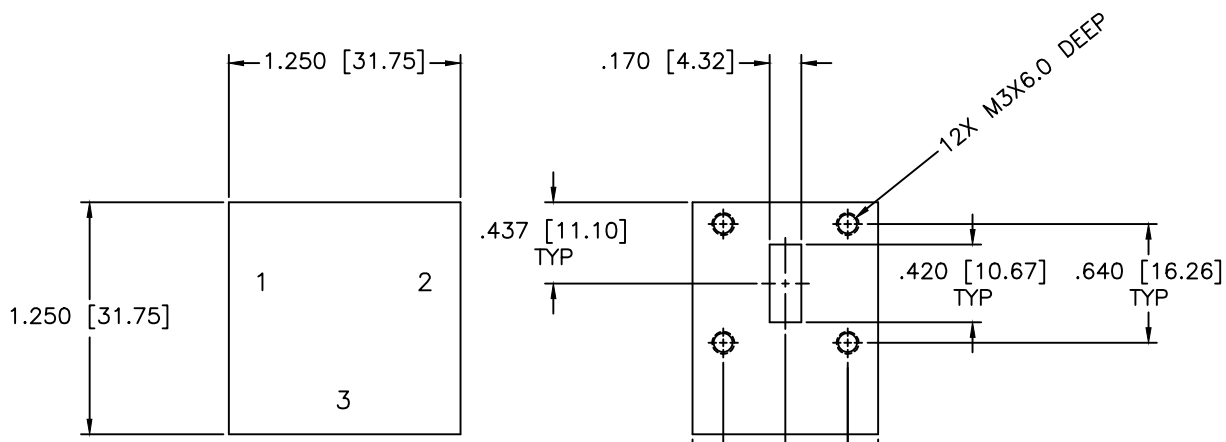 1.250 [31.75]
.170 [4.32]
12X M3X6.0 DEEP
.437 [11.10]
TYP
1
2
.420 [10.67]
TYP
.640 [16.26]
TYP
1.250 [31.75]
3